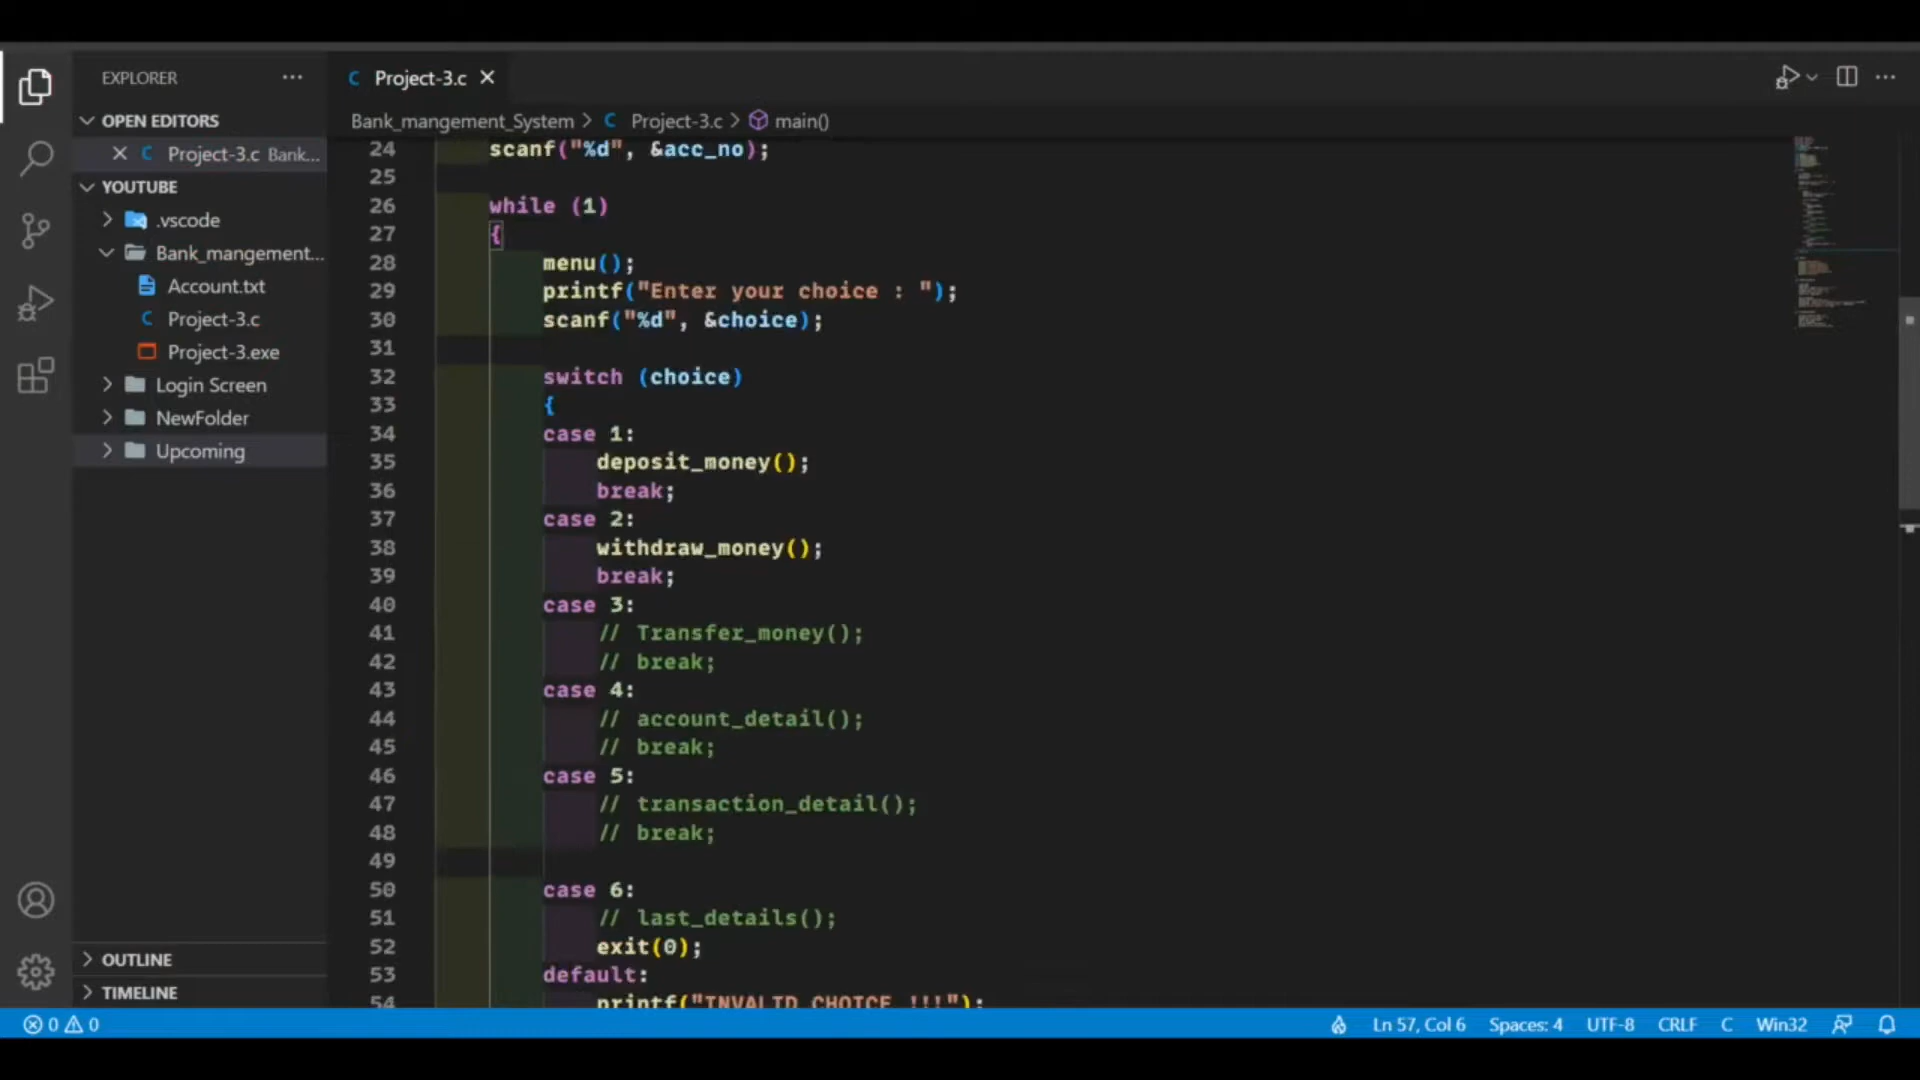 EXPLORER
OPEN EDITORS
Project-3.c Bank...
YOUTUBE
.vscode
Bank_mangement...
Account.txt
Project-3.c
Project-3.exe
Login Screen
NewFolder
Upcoming
OUTLINE
TIMELINE
C Project-3.c
Bank_mangement_System > C Project-3.c > main()
24 scanf("%d", &acc_no);
25
26 while (1)
27 {
28 menu();
29 printf("Enter your choice : ");
30 scanf("%d", &choice);
31
32 switch (choice)
33 {
34 case 1:
35 deposit_money();
36 break;
37 case 2:
38 withdraw_money();
39 break;
40 case 3:
41 // Transfer_money();
42 // break;
43 case 4:
44 // account_detail();
45 // break;
46 case 5:
47 // transaction_detail();
48 // break;
49
50 case 6:
51 // last_details();
52 exit(0);
53 default:
54 printf("INVALID CHOICE !!!");
0 0 Ln 57, Col 6 Spaces: 4 UTF-8 CRLF C Win32